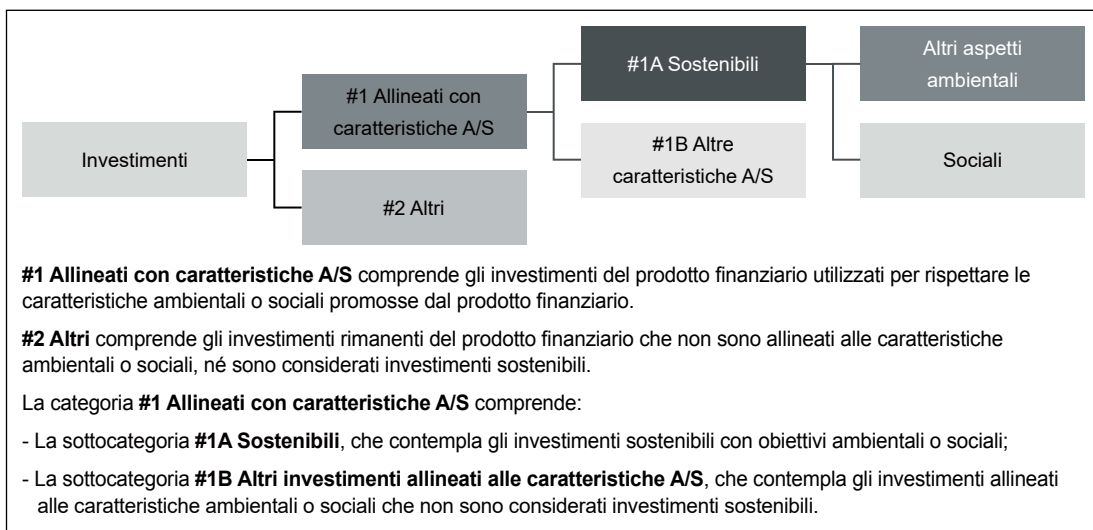 Investimenti
#1 Allineati con
caratteristiche A/S
#2 Altri
#1A Sostenibili
#1B Altre
caratteristiche A/S
Altri aspetti
ambientali
Sociali
#1 Allineati con caratteristiche A/S comprende gli investimenti del prodotto finanziario utilizzati per rispettare le
caratteristiche ambientali o sociali promosse dal prodotto finanziario.
#2 Altri comprende gli investimenti rimanenti del prodotto finanziario che non sono allineati alle caratteristiche
ambientali o sociali, né sono considerati investimenti sostenibili.
La categoria #1 Allineati con caratteristiche A/S comprende:
- La sottocategoria #1A Sostenibili, che contempla gli investimenti sostenibili con obiettivi ambientali o sociali;
- La sottocategoria #1B Altri investimenti allineati alle caratteristiche A/S, che contempla gli investimenti allineati
alle caratteristiche ambientali o sociali che non sono considerati investimenti sostenibili.